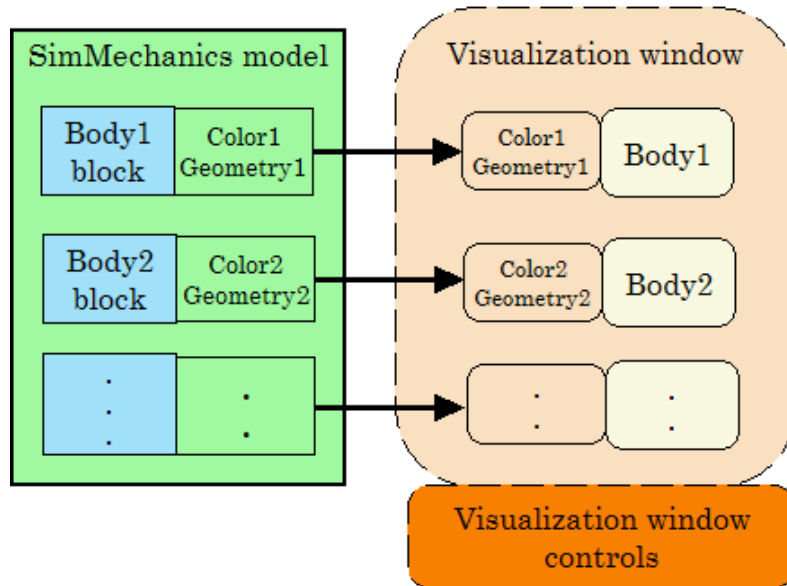 SimMechanics model
Body1
block
Color1
Geometry1
Body2
block
Color2
Geometry2
.
.
.
.
.
Visualization window
Color1
Geometry1
Body1
Color2
Geometry2
Body2
.
.
.
.
Visualization window
controls